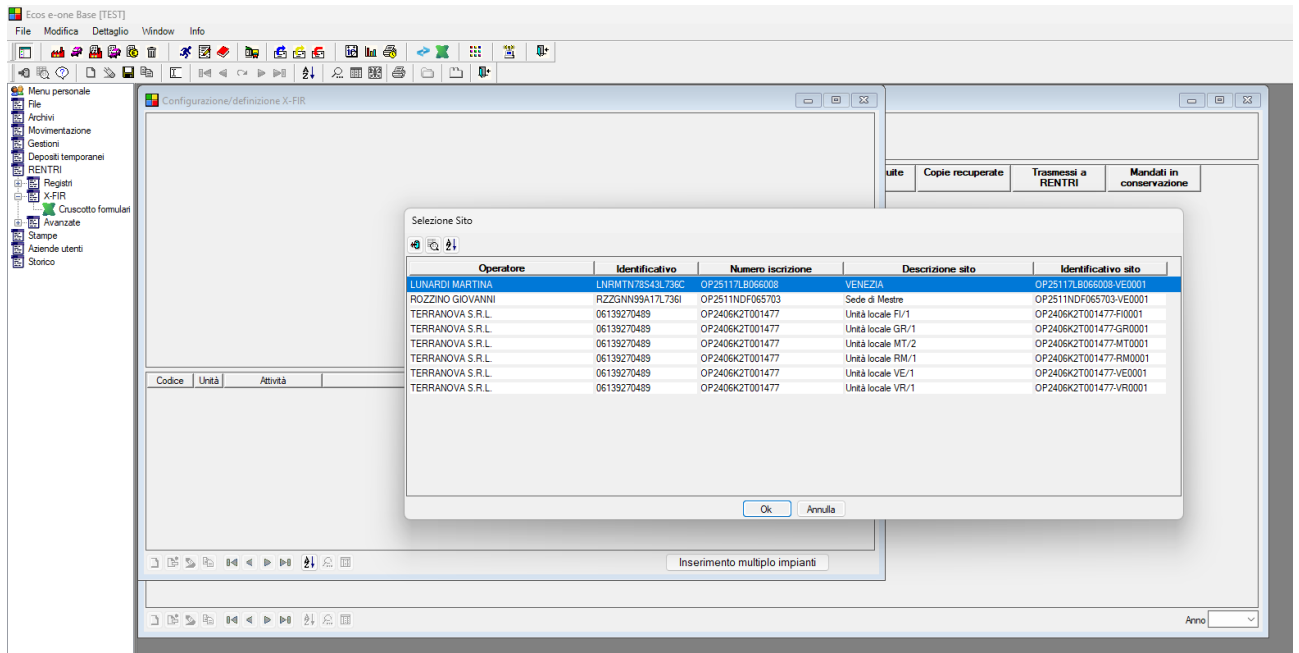 Ecos e-one Base [TEST]
File Modifica Dettaglio Window Info
Menu personale
File
Archivi
Movimentazione
Gestioni
Depositi temporanei
RENTRI
Registri
X-FIR
Cruscotto formulari
Avanzate
Stampe
Aziende utenti
Storico
Configurazione/definizione X-FIR
uite Copie recuperate Trasmessi a RENTRI Mandati in conservazione
Selezione Sito
Operatore Identificativo Numero iscrizione Descrizione sito Identificativo sito
LUNARDI MARTINA LNRMTN78S43L736C OP25117LB066008 VENEZIA OP25117LB066008-VE0001
ROZZINO GIOVANNI RZZGNN99A17L736I OP2511NDF065703 Sede di Mestre OP2511NDF065703-VE0001
TERRANOVA S.R.L. 06139270489 OP2406K2T001477 Unità locale FI/1 OP2406K2T001477-FI0001
TERRANOVA S.R.L. 06139270489 OP2406K2T001477 Unità locale GR/1 OP2406K2T001477-GR0001
TERRANOVA S.R.L. 06139270489 OP2406K2T001477 Unità locale MT/2 OP2406K2T001477-MT0001
TERRANOVA S.R.L. 06139270489 OP2406K2T001477 Unità locale RM/1 OP2406K2T001477-RM0001
TERRANOVA S.R.L. 06139270489 OP2406K2T001477 Unità locale VE/1 OP2406K2T001477-VE0001
TERRANOVA S.R.L. 06139270489 OP2406K2T001477 Unità locale VR/1 OP2406K2T001477-VR0001
Codice Unità Attività
Ok Annulla
Inserimento multiplo impianti
Anno